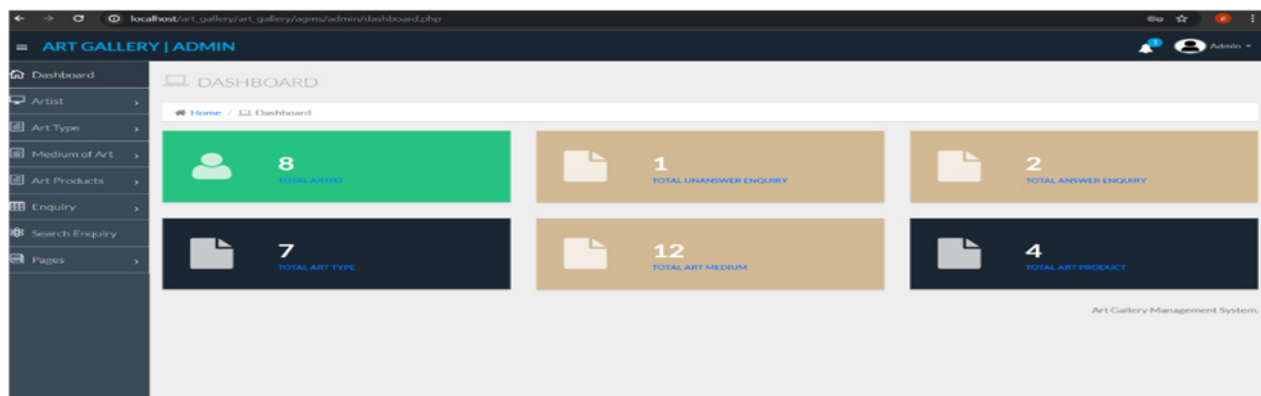 localhost/art_gallery/art_gallery/agms/admin/dashboard.php
ART GALLERY | ADMIN
Admin
Dashboard
Artist
Art Type
Medium of Art
Art Products
Enquiry
Search Enquiry
Pages
DASHBOARD
Home / Dashboard
8
TOTAL ARTIST
1
TOTAL UNANSWER ENQUIRY
2
TOTAL ANSWER ENQUIRY
7
TOTAL ART TYPE
12
TOTAL ART MEDIUM
4
TOTAL ART PRODUCT
Art Gallery Management System.